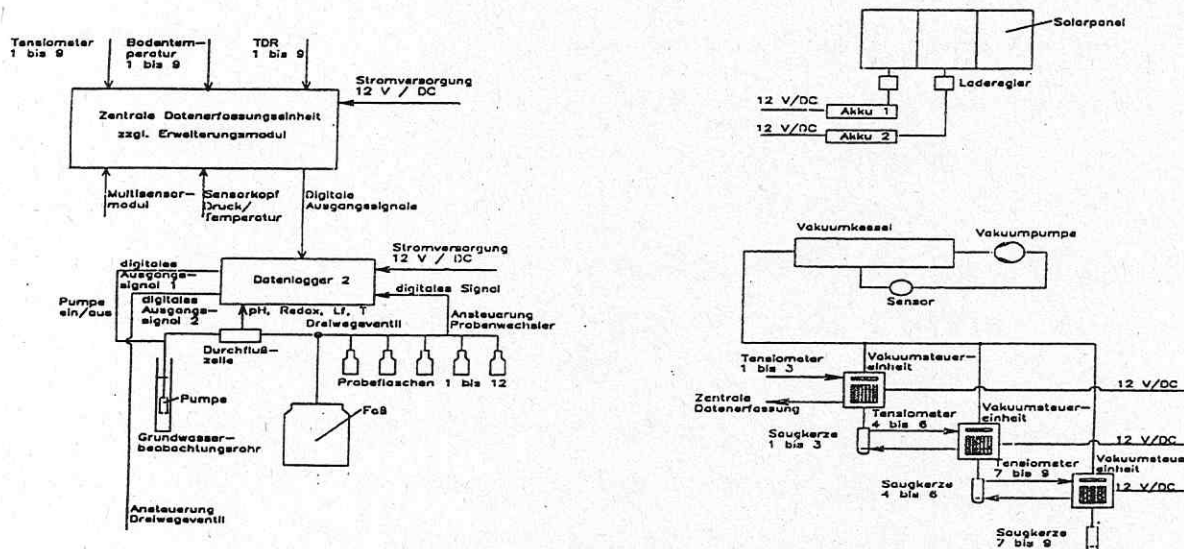 Tensiometer
1 bis 9
Bodentem-
peratur
1 bis 9
TDR
1 bis 9
Stromversorgung
12 V / DC
Zentrale Datenerfassungseinheit
zzgl. Erweiterungsmodul
Multisensor-
modul
Sensorkopf
Druck/
Temperatur
Digitale
Ausgangssignale
Stromversorgung
12 V / DC
digitales
Ausgangs-
signal 1
Datenlogger 2
digitales Signal
Pumpe
ein/aus
digitales
Ausgangs-
signal 2
pH, Redox, Lf, T
Dreiwegeventil
Ansteuerung
Probenwechsler
Durchfluß-
zelle
Probeflaschen 1 bis 12
Pumpe
Faß
Grundwasser-
beobachtungsrohr
Ansteuerung
Dreiwegeventil
Solarpanel
Laderegler
12 V/DC
Akku 1
12 V/DC
Akku 2
Vakuumkessel
Vakuumpumpe
Sensor
Tensiometer
1 bis 3
Vakuumsteuer-
einheit
12 V/DC
Zentrale
Datenerfassung
Tensiometer
4 bis 6
Vakuumsteuer-
einheit
Saugkerze
1 bis 3
12 V/DC
Tensiometer
7 bis 9
Vakuumsteuer
einheit
Saugkerze
4 bis 6
12 V/DC
Saugkerze
7 bis 9